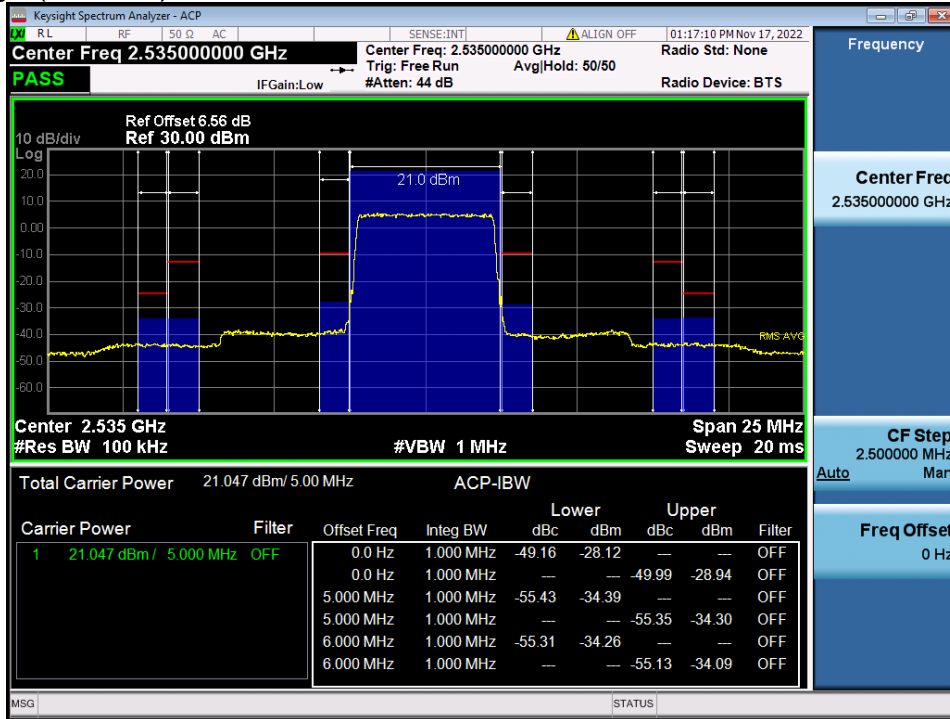 Keysight Spectrum Analyzer - ACP
LXI RL RF 50 Ω AC SENSE:INT ALIGN OFF 01:17:10 PM Nov 17, 2022
Center Freq 2.535000000 GHz Center Freq: 2.535000000 GHz Radio Std: None
Trig: Free Run Avg|Hold: 50/50
PASS IFGain:Low #Atten: 44 dB Radio Device: BTS
Ref Offset 6.56 dB
10 dB/div Ref 30.00 dBm
Log
20.0
21.0 dBm
10.0
0.00
-10.0
-20.0
-30.0
-40.0
RMS AVG
-50.0
-60.0
Center 2.535 GHz Span 25 MHz
#Res BW 100 kHz #VBW 1 MHz Sweep 20 ms
Total Carrier Power 21.047 dBm/ 5.00 MHz ACP-IBW
Lower Upper
Carrier Power Filter Offset Freq Integ BW dBc dBm dBc dBm Filter
1 21.047 dBm / 5.000 MHz OFF 0.0 Hz 1.000 MHz -49.16 -28.12 --- --- OFF
0.0 Hz 1.000 MHz --- --- -49.99 -28.94 OFF
5.000 MHz 1.000 MHz -55.43 -34.39 --- --- OFF
5.000 MHz 1.000 MHz --- --- -55.35 -34.30 OFF
6.000 MHz 1.000 MHz -55.31 -34.26 --- --- OFF
6.000 MHz 1.000 MHz --- --- -55.13 -34.09 OFF
MSG STATUS
Frequency
Center Freq
2.535000000 GHz
CF Step
2.500000 MHz
Auto Man
Freq Offset
0 Hz